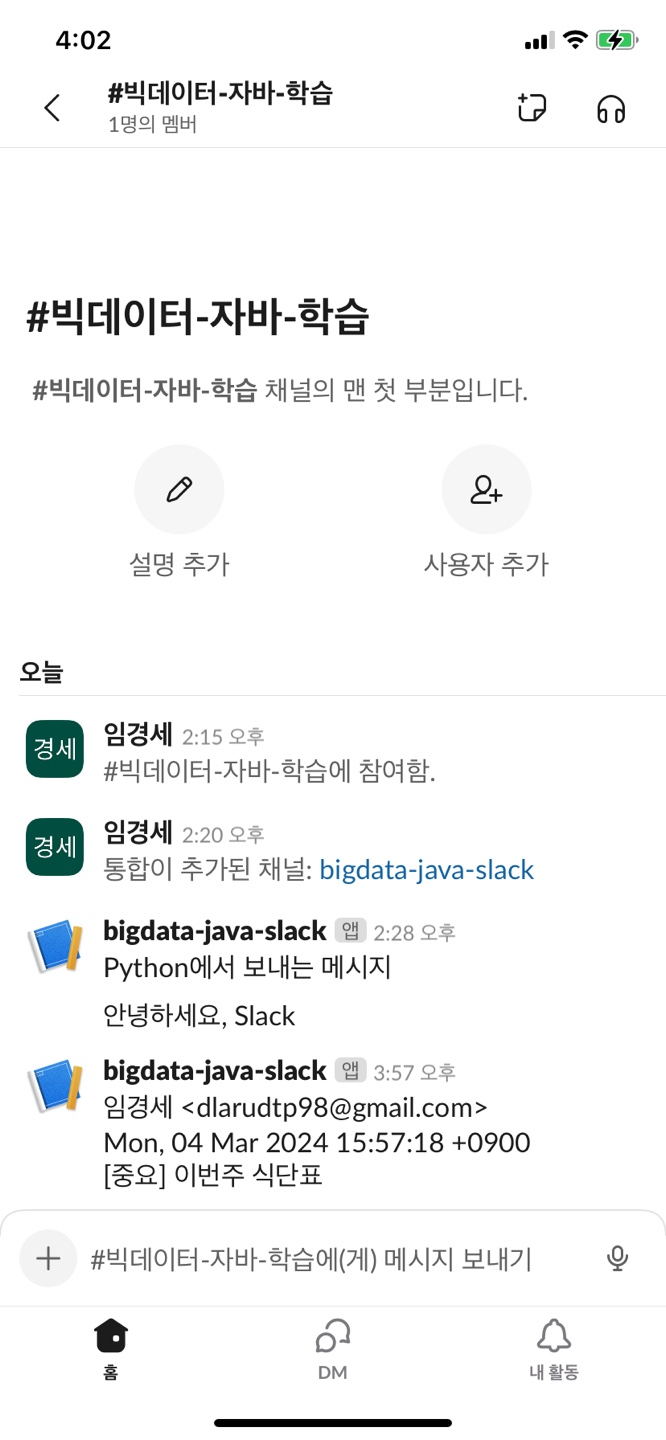 4:02
#빅데이터-자바-학습
1명의 멤버
#빅데이터-자바-학습
#빅데이터-자바-학습 채널의 맨 첫 부분입니다.
설명 추가
사용자 추가
오늘
경세
임경세 2:15 오후
#빅데이터-자바-학습에 참여함.
경세
임경세 2:20 오후
통합이 추가된 채널: bigdata-java-slack
bigdata-java-slack 앱 2:28 오후
Python에서 보내는 메시지
안녕하세요, Slack
bigdata-java-slack 앱 3:57 오후
임경세 <dlarudtp98@gmail.com>
Mon, 04 Mar 2024 15:57:18 +0900
[중요] 이번주 식단표
#빅데이터-자바-학습에(게) 메시지 보내기
홈
DM
내 활동